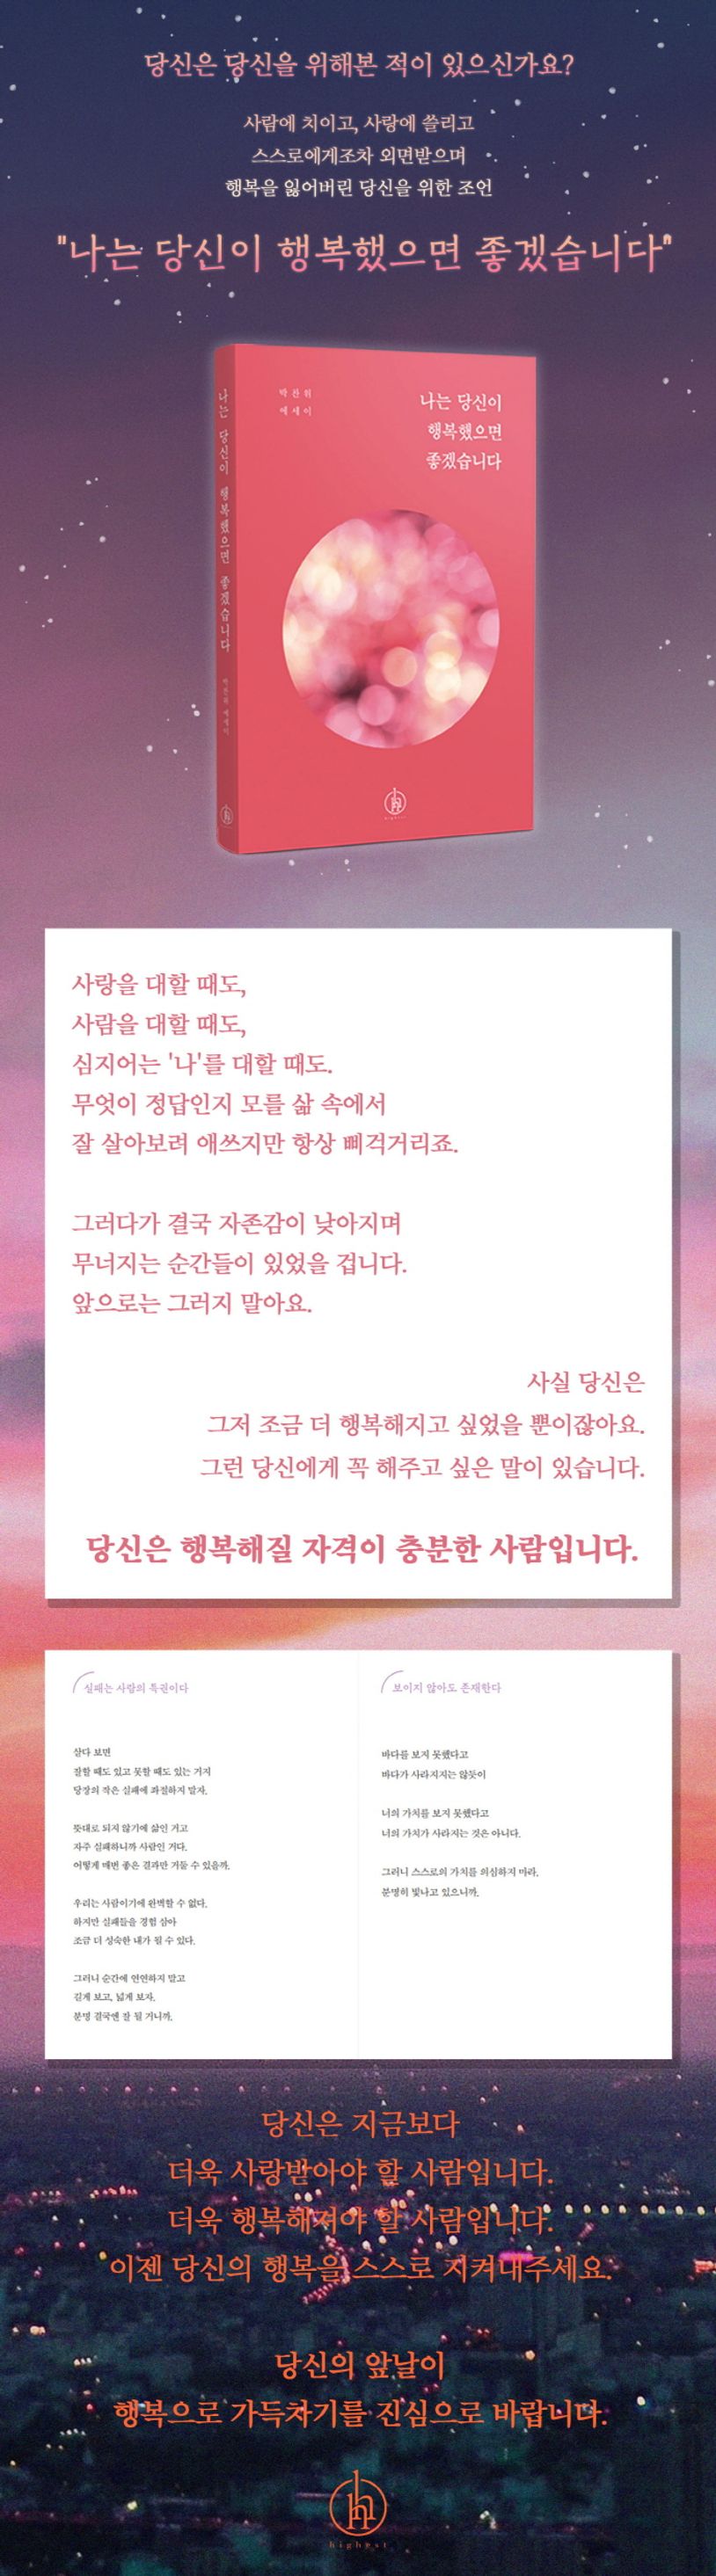 당신은 당신을 위해본 적이 있으신가요?
사람에 치이고, 사랑에 쓸리고
스스로에게조차 외면받으며
행복을 잃어버린 당신을 위한 조언
"나는 당신이 행복했으면 좋겠습니다"
박찬위
에세이
나는 당신이
행복했으면
좋겠습니다
나는 당신이 행복했으면 좋겠습니다
박찬위 에세이
h
highest
사랑을 대할 때도,
사람을 대할 때도,
심지어는 '나'를 대할 때도.
무엇이 정답인지 모를 삶 속에서
잘 살아보려 애쓰지만 항상 삐걱거리죠.
그러다가 결국 자존감이 낮아지며
무너지는 순간들이 있었을 겁니다.
앞으로는 그러지 말아요.
사실 당신은
그저 조금 더 행복해지고 싶었을 뿐이잖아요.
그런 당신에게 꼭 해주고 싶은 말이 있습니다.
당신은 행복해질 자격이 충분한 사람입니다.
실패는 사람의 특권이다
살다 보면
잘할 때도 있고 못할 때도 있는 거지
당장의 작은 실패에 좌절하지 말자.
뜻대로 되지 않기에 삶인 거고
자주 실패하니까 사람인 거다.
어떻게 매번 좋은 결과만 거둘 수 있을까.
우리는 사람이기에 완벽할 수 없다.
하지만 실패들을 경험 삼아
조금 더 성숙한 내가 될 수 있다.
그러니 순간에 연연하지 말고
길게 보고, 넓게 보자.
분명 결국엔 잘 될 거니까.
보이지 않아도 존재한다
바다를 보지 못했다고
바다가 사라지지는 않듯이
너의 가치를 보지 못했다고
너의 가치가 사라지는 것은 아니다.
그러니 스스로의 가치를 의심하지 마라.
분명히 빛나고 있으니까.
당신은 지금보다
더욱 사랑받아야 할 사람입니다.
더욱 행복해져야 할 사람입니다.
이젠 당신의 행복을 스스로 지켜내주세요.
당신의 앞날이
행복으로 가득차기를 진심으로 바랍니다.
h
highest